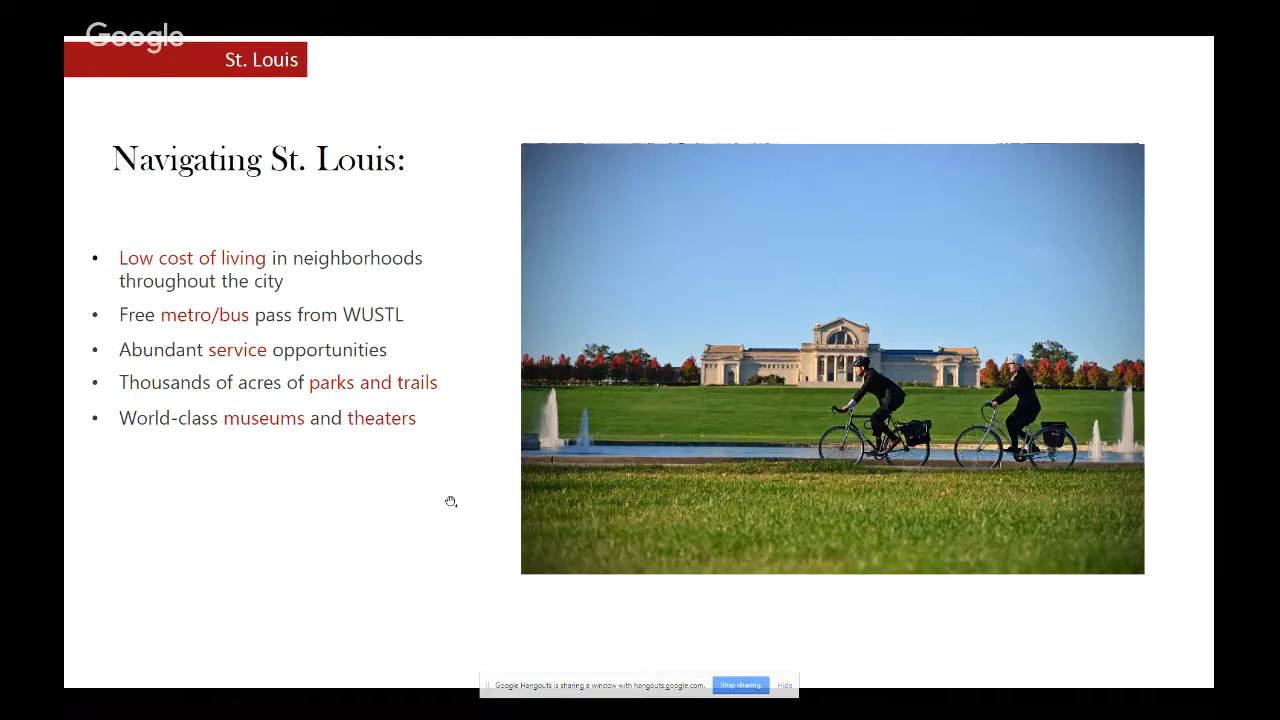 Google
St. Louis
Navigating St. Louis:
• Low cost of living in neighborhoods
throughout the city
• Free metro/bus pass from WUSTL
• Abundant service opportunities
• Thousands of acres of parks and trails
• World-class museums and theaters
Google Hangouts is sharing a window with hangouts.google.com.
Stop sharing
Hide